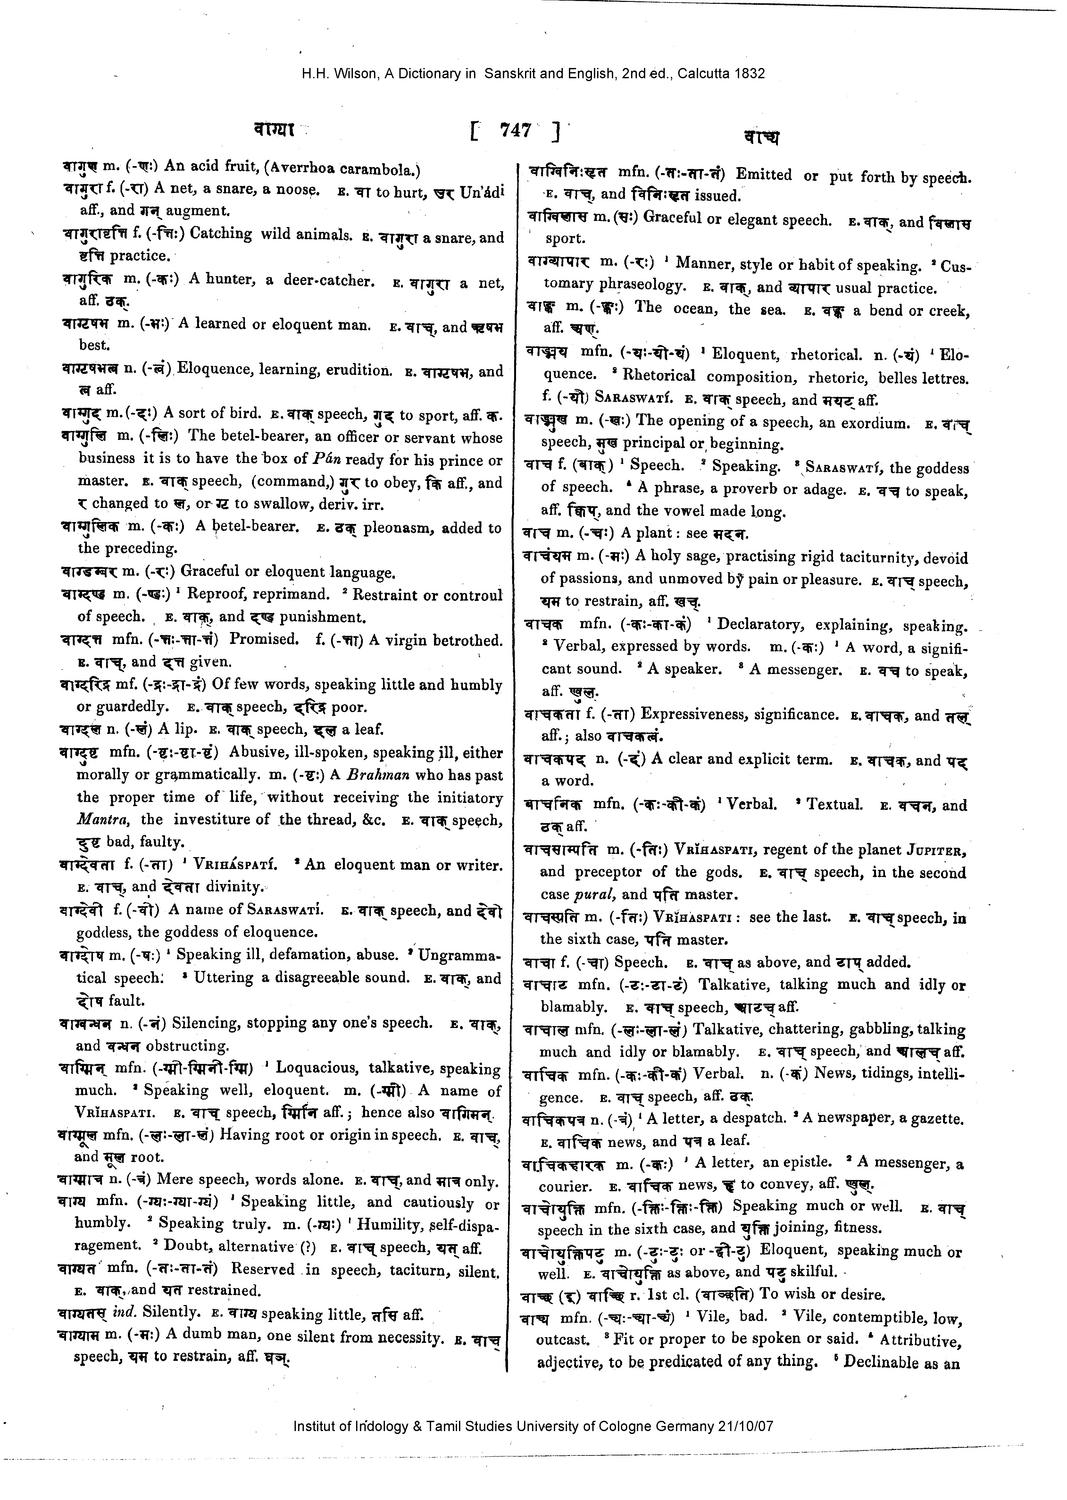 H.H. Wilson, A Dictionary in Sanskrit and English, 2nd ed., Calcutta 1832
वाग्या [ 747 ] वाच्य
वागुण m. (-णः) An acid fruit, (Averrhoa carambola.)
वागुरा f. (-रा) A net, a snare, a noose. E. वा to hurt, उर Un'ádi
aff., and गन् augment.
वागुरावृत्ति f. (-त्तिः) Catching wild animals. E. वागुरा a snare, and
वृत्ति practice.
वागुरिक m. (-कः) A hunter, a deer-catcher. E. वागुरा a net,
aff. ठक्.
वागृषभ m. (-भः) A learned or eloquent man. E. वाच्, and ऋषभ
best.
वागृषभत्व n. (-त्वं) Eloquence, learning, erudition. E. वागृषभ, and
त्व aff.
वाग्गुद m. (-दः) A sort of bird. E. वाक् speech, गुद् to sport, aff. क.
वाग्गुलि m. (-लिः) The betel-bearer, an officer or servant whose
business it is to have the box of Pán ready for his prince or
master. E. वाक् speech, (command,) गुर् to obey, कि aff., and
र changed to ल, or गॄ to swallow, deriv. irr.
वाग्गुलिक m. (-कः) A betel-bearer. E. ठक् pleonasm, added to
the preceding.
वाग्डम्बर m. (-रः) Graceful or eloquent language.
वाग्दण्ड m. (-ण्डः) ¹ Reproof, reprimand. ² Restraint or controul
of speech. E. वाक्, and दण्ड punishment.
वाग्दत्त mfn. (-त्तः-त्ता-त्तं) Promised. f. (-त्ता) A virgin betrothed.
E. वाच्, and दत्त given.
वाग्दरिद्र mf. (-द्रः-द्रा-द्रं) Of few words, speaking little and humbly
or guardedly. E. वाक् speech, दरिद्र poor.
वाग्दल n. (-लं) A lip. E. वाक् speech, दल a leaf.
वाग्दुष्ट mfn. (-ष्टः-ष्टा-ष्टं) Abusive, ill-spoken, speaking ill, either
morally or grammatically. m. (-ष्टः) A Brahman who has past
the proper time of life, without receiving the initiatory
Mantra, the investiture of the thread, &c. E. वाक् speech,
दुष्ट bad, faulty.
वाग्देवता f. (-ता) ¹ VRIHÁSPATÍ. ² An eloquent man or writer.
E. वाच्, and देवता divinity.
वाग्देवी f. (-वी) A name of SARASWATÍ. E. वाक् speech, and देवी
goddess, the goddess of eloquence.
वाग्दोष m. (-षः) ¹ Speaking ill, defamation, abuse. ² Ungramma-
tical speech. ³ Uttering a disagreeable sound. E. वाक्, and
दोष fault.
वाग्बन्धन n. (-नं) Silencing, stopping any one's speech. E. वाक्,
and बन्धन obstructing.
वाग्मिन् mfn. (-ग्मी-ग्मिनी-ग्मि) ¹ Loquacious, talkative, speaking
much. ² Speaking well, eloquent. m. (-ग्मी) A name of
VRĬHASPATI. E. वाच् speech, ग्मिनि aff.; hence also वागिमन्.
वाग्मूल mfn. (-लः-ला-लं) Having root or origin in speech. E. वाच्,
and मूल root.
वाग्मात्र n. (-त्रं) Mere speech, words alone. E. वाच्, and मात्र only.
वाग्य mfn. (-ग्यः-ग्या-ग्यं) ¹ Speaking little, and cautiously or
humbly. ² Speaking truly. m. (-ग्यः) ¹ Humility, self-dispa-
ragement. ² Doubt, alternative (?) E. वाच् speech, यत् aff.
वाग्यत mfn. (-तः-ता-तं) Reserved in speech, taciturn, silent.
E. वाक्, and यत restrained.
वाग्यतस् ind. Silently. E. वाग्य speaking little, तसि aff.
वाग्याम m. (-मः) A dumb man, one silent from necessity. E. वाच्
speech, यम to restrain, aff. घञ्.
वाग्विनिःसृत mfn. (-तः-ता-तं) Emitted or put forth by speech.
E. वाच्, and विनिःसृत issued.
वाग्विलास m. (सः) Graceful or elegant speech. E. वाक्, and विलास
sport.
वाग्व्यापार m. (-रः) ¹ Manner, style or habit of speaking. ² Cus-
tomary phraseology. E. वाक्, and व्यापार usual practice.
वाङ्क m. (-ङ्कः) The ocean, the sea. E. वङ्क a bend or creek,
aff. अण्.
वाङ्मय mfn. (-यः-यी-यं) ¹ Eloquent, rhetorical. n. (-यं) ¹ Elo-
quence. ² Rhetorical composition, rhetoric, belles lettres.
f. (-यी) SARASWATÍ. E. वाक् speech, and मयट् aff.
वाङ्मुख m. (-खः) The opening of a speech, an exordium. E. वाच्
speech, मुख principal or beginning.
वाच f. (वाक्) ¹ Speech. ² Speaking. ³ SARASWATÍ, the goddess
of speech. ⁴ A phrase, a proverb or adage. E. वच to speak,
aff. क्विप्, and the vowel made long.
वाच m. (-चः) A plant: see मदन.
वाचंयम m. (-मः) A holy sage, practising rigid taciturnity, devoid
of passions, and unmoved by pain or pleasure. E. वाच् speech,
यम to restrain, aff. खच्.
वाचक mfn. (-कः-का-कं) ¹ Declaratory, explaining, speaking.
² Verbal, expressed by words. m. (-कः) ¹ A word, a signifi-
cant sound. ² A speaker. ³ A messenger. E. वच to speak,
aff. ण्वुल्.
वाचकता f. (-ता) Expressiveness, significance. E. वाचक, and तल्
aff.; also वाचकत्वं.
वाचकपद n. (-दं) A clear and explicit term. E. वाचक, and पद
a word.
वाचनिक mfn. (-कः-की-कं) ¹ Verbal. ² Textual. E. वचन, and
ठक् aff.
वाचसाम्पति m. (-तिः) VRĬHASPATI, regent of the planet JUPITER,
and preceptor of the gods. E. वाच् speech, in the second
case pural, and पति master.
वाचस्पति m. (-तिः) VRĬHASPATI: see the last. E. वाच् speech, in
the sixth case, पति master.
वाचा f. (-चा) Speech. E. वाच् as above, and टाप् added.
वाचाट mfn. (-टः-टा-टं) Talkative, talking much and idly or
blamably. E. वाच् speech, आटच् aff.
वाचाल mfn. (-लः-ला-लं) Talkative, chattering, gabbling, talking
much and idly or blamably. E. वाच् speech, and आलच् aff.
वाचिक mfn. (-कः-की-कं) Verbal. n. (-कं) News, tidings, intelli-
gence. E. वाच् speech, aff. ठक्.
वाचिकपत्र n. (-त्रं) ¹ A letter, a despatch. ² A newspaper, a gazette.
E. वाचिक news, and पत्र a leaf.
वाचिकहारक m. (-कः) ¹ A letter, an epistle. ² A messenger, a
courier. E. वाचिक news, हृ to convey, aff. ण्वुल्.
वाचोयुक्ति mfn. (-क्तिः-क्तिः-क्ति) Speaking much or well. E. वाच्
speech in the sixth case, and युक्ति joining, fitness.
वाचोयुक्तिपटु m. (-टुः-टुः or -ट्वी-टु) Eloquent, speaking much or
well. E. वाचोयुक्ति as above, and पटु skilful.
वाच्छ (इ) वाच्छि r. 1st cl. (वाञ्छति) To wish or desire.
वाच्य mfn. (-च्यः-च्या-च्यं) ¹ Vile, bad. ² Vile, contemptible, low,
outcast. ³ Fit or proper to be spoken or said. ⁴ Attributive,
adjective, to be predicated of any thing. ⁵ Declinable as an
Institut of Indology & Tamil Studies University of Cologne Germany 21/10/07